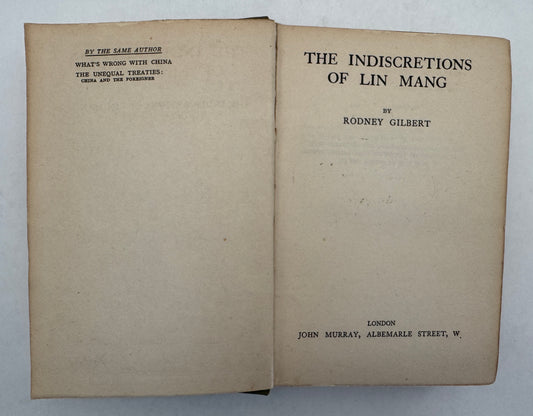 BY THE SAME AUTHOR
WHAT'S WRONG WITH CHINA
THE UNEQUAL TREATIES:
CHINA AND THE FOREIGNER
THE INDISCRETIONS
OF LIN MANG
BY
RODNEY GILBERT
LONDON
JOHN MURRAY, ALBEMARLE STREET, W.